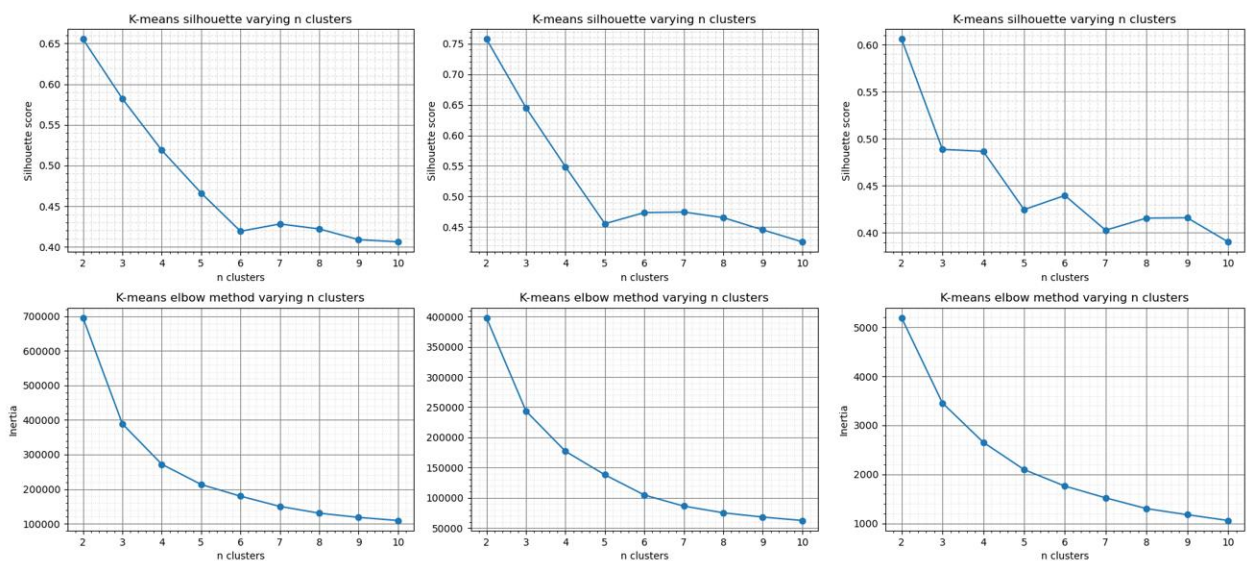 K-means silhouette varying n clusters
Silhouette score
0.65
0.60
0.55
0.50
0.45
0.40
2 3 4 5 6 7 8 9 10
n clusters
K-means silhouette varying n clusters
Silhouette score
0.75
0.70
0.65
0.60
0.55
0.50
0.45
2 3 4 5 6 7 8 9 10
n clusters
K-means silhouette varying n clusters
Silhouette score
0.60
0.55
0.50
0.45
0.40
2 3 4 5 6 7 8 9 10
n clusters
K-means elbow method varying n clusters
Inertia
700000
600000
500000
400000
300000
200000
100000
2 3 4 5 6 7 8 9 10
n clusters
K-means elbow method varying n clusters
400000
350000
300000
250000
200000
150000
100000
50000
2 3 4 5 6 7 8 9 10
n clusters
K-means elbow method varying n clusters
Inertia
5000
4000
3000
2000
1000
2 3 4 5 6 7 8 9 10
n clusters